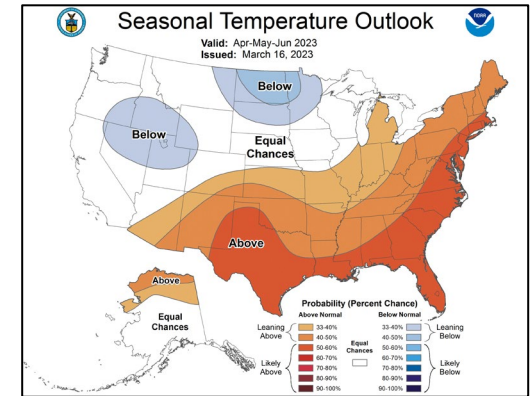 Seasonal Temperature Outlook
Valid: Apr-May-Jun 2023
Issued: March 16, 2023
noaa
Below
Below
Equal
Chances
Above
Above
Equal
Chances
Probability (Percent Chance)
Above Normal
Below Normal
Leaning
Above
33-40%
40-50%
33-40%
40-50%
Leaning
Below
Likely
Above
50-60%
60-70%
70-80%
80-90%
90-100%
Equal
Chances
50-60%
60-70%
70-80%
80-90%
90-100%
Likely
Below